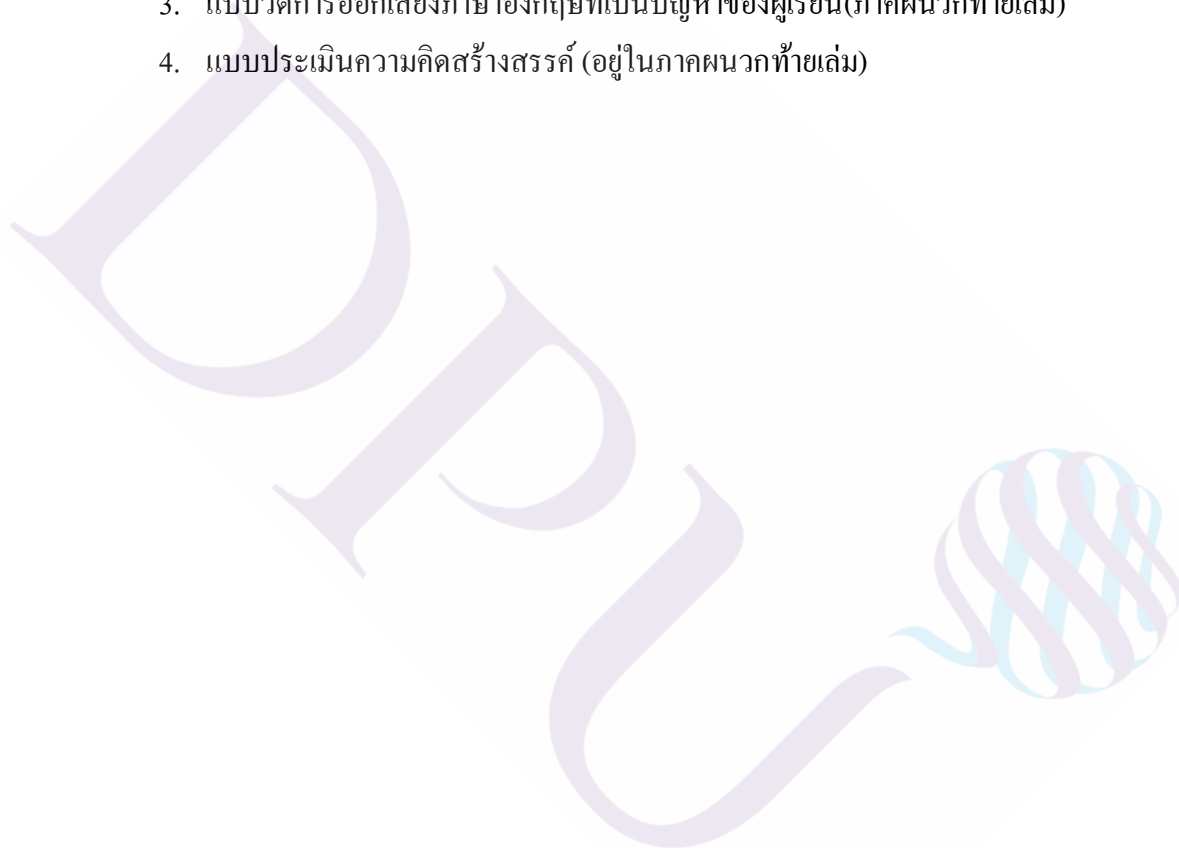 3. แบบวัดการออกเสียงภาษาอังกฤษที่เป็นปัญหาของผู้เรียน(ภาคผนวกท้ายเล่ม)
4. แบบประเมินความคิดสร้างสรรค์ (อยู่ในภาคผนวกท้ายเล่ม)
DPU